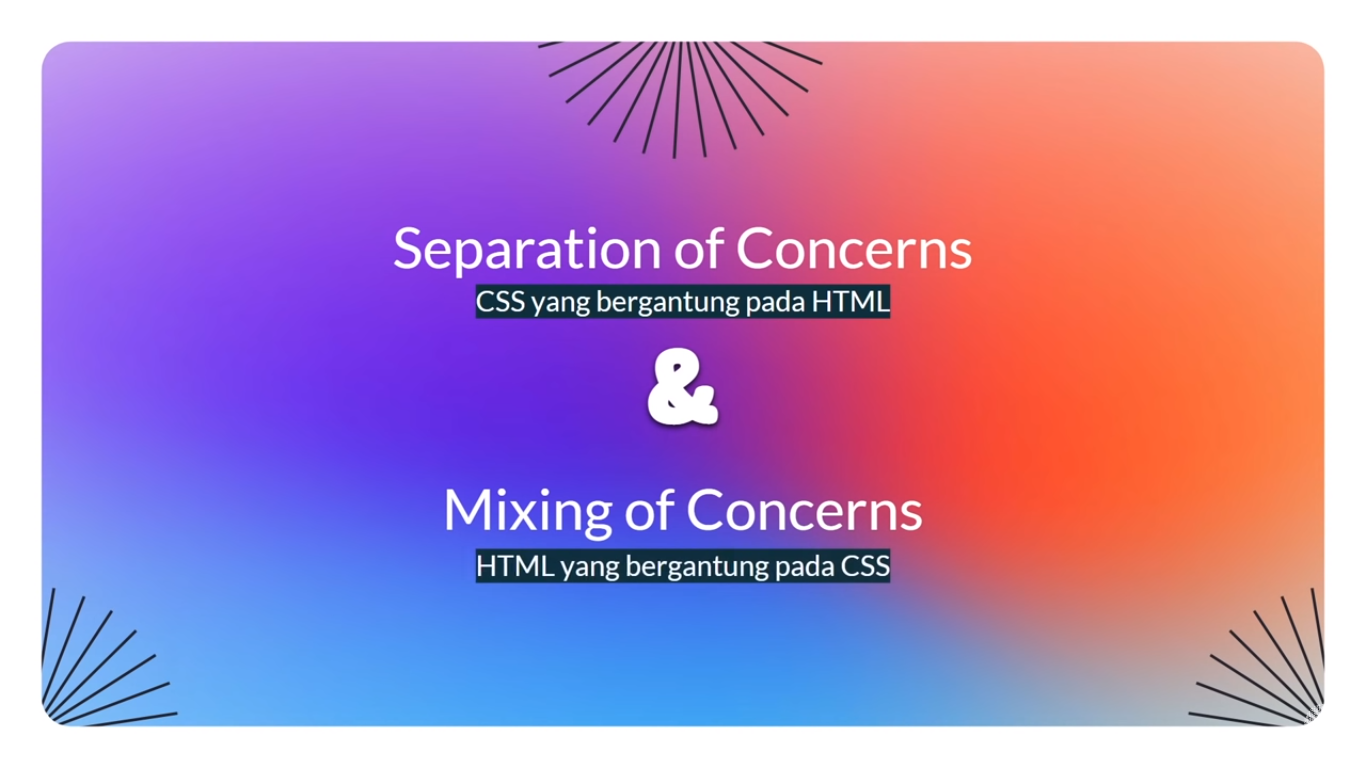 Separation of Concerns
CSS yang bergantung pada HTML
&
Mixing of Concerns
HTML yang bergantung pada CSS